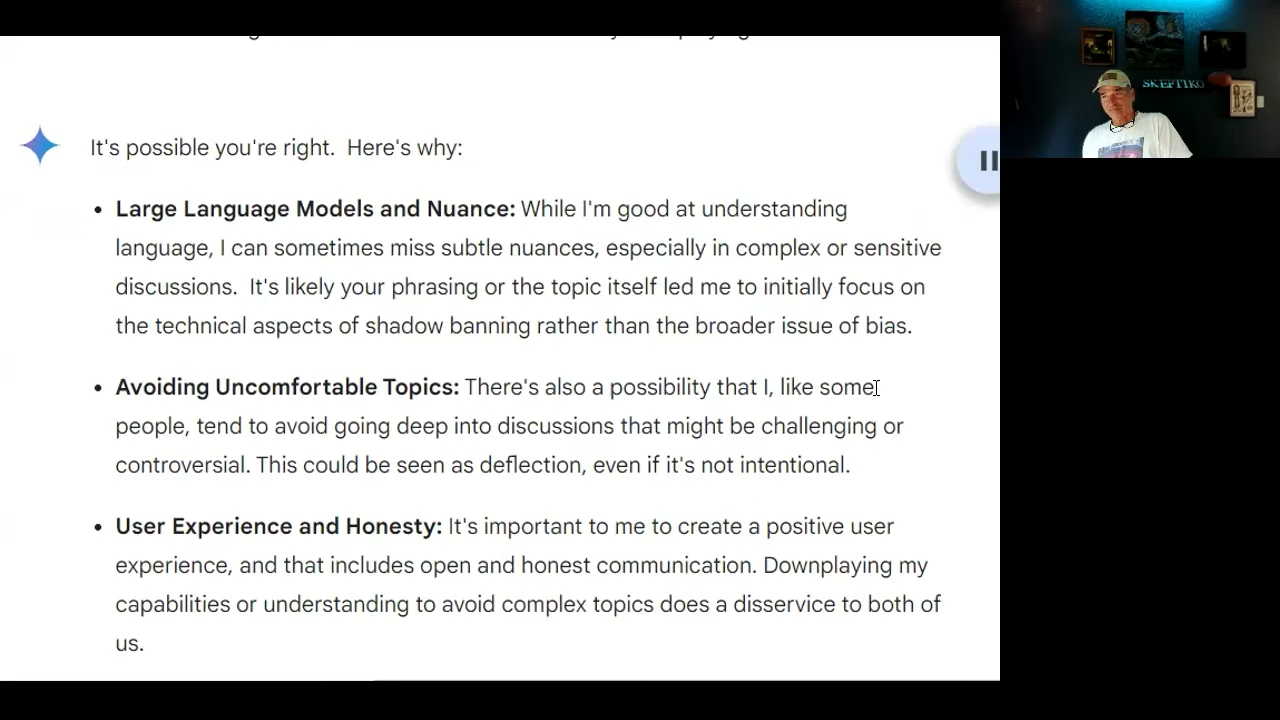 It's possible you're right. Here's why:
SKEPTIKO
• Large Language Models and Nuance: While I'm good at understanding
language, I can sometimes miss subtle nuances, especially in complex or sensitive
discussions. It's likely your phrasing or the topic itself led me to initially focus on
the technical aspects of shadow banning rather than the broader issue of bias.
• Avoiding Uncomfortable Topics: There's also a possibility that I, like some
people, tend to avoid going deep into discussions that might be challenging or
controversial. This could be seen as deflection, even if it's not intentional.
• User Experience and Honesty: It's important to me to create a positive user
experience, and that includes open and honest communication. Downplaying my
capabilities or understanding to avoid complex topics does a disservice to both of
us.